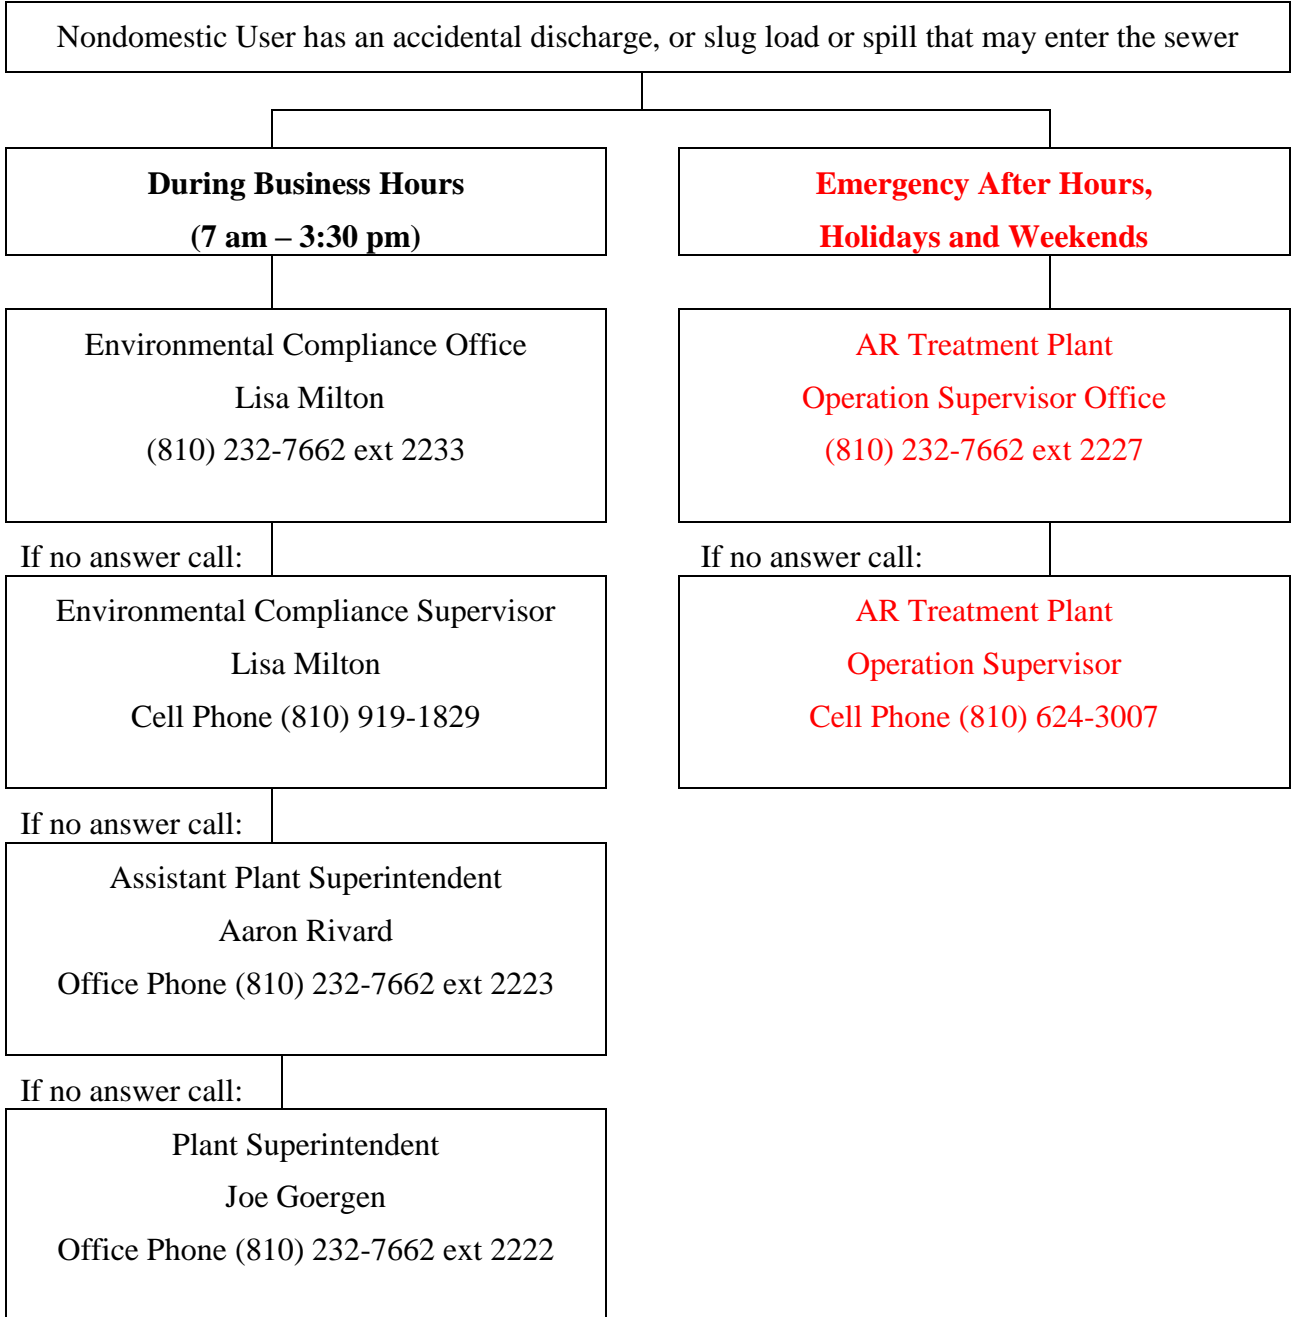 Nondomestic User has an accidental discharge, or slug load or spill that may enter the sewer
During Business Hours
(7 am – 3:30 pm)
Environmental Compliance Office
Lisa Milton
(810) 232-7662 ext 2233
If no answer call:
Environmental Compliance Supervisor
Lisa Milton
Cell Phone (810) 919-1829
If no answer call:
Assistant Plant Superintendent
Aaron Rivard
Office Phone (810) 232-7662 ext 2223
If no answer call:
Plant Superintendent
Joe Goergen
Office Phone (810) 232-7662 ext 2222
Emergency After Hours,
Holidays and Weekends
AR Treatment Plant
Operation Supervisor Office
(810) 232-7662 ext 2227
If no answer call:
AR Treatment Plant
Operation Supervisor
Cell Phone (810) 624-3007